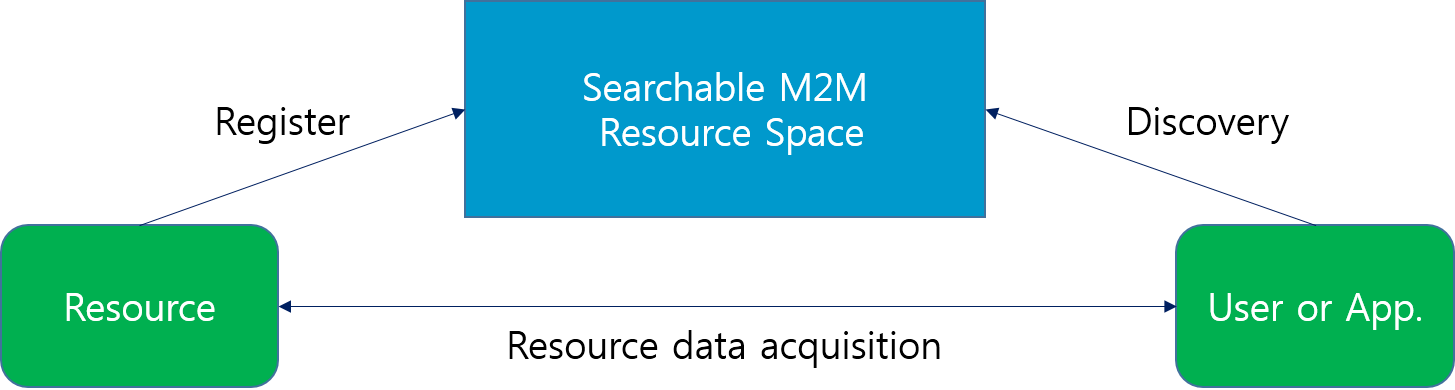 Searchable M2M
Resource Space
Register
Discovery
Resource
User or App.
Resource data acquisition